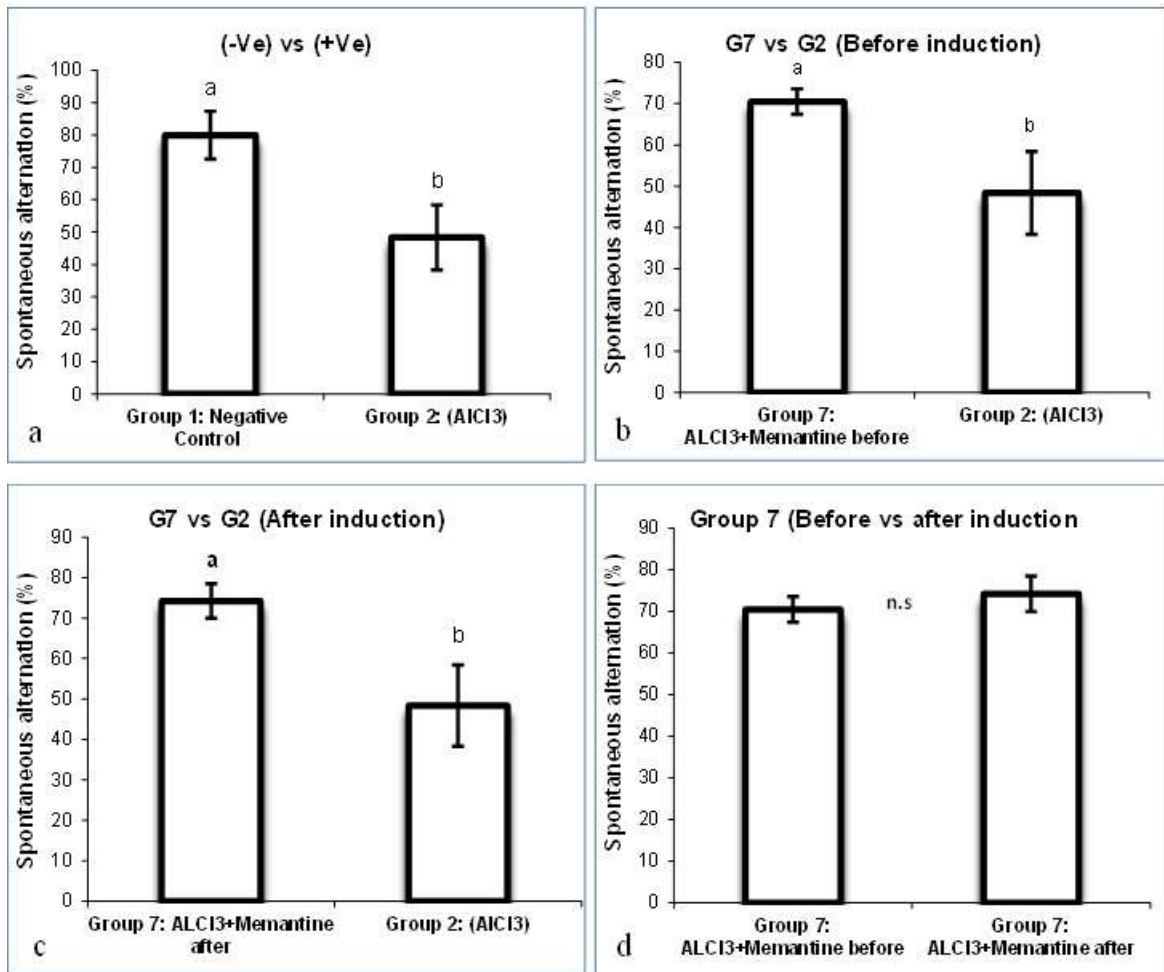 (-Ve) vs (+Ve)
Spontaneous alternation (%)
100
90
80
70
60
50
40
30
20
10
0
a
b
Group 1: Negative
Control
Group 2: (AlCl3)
a
G7 vs G2 (Before induction)
Spontaneous alternation (%)
80
70
60
50
40
30
20
10
0
a
b
Group 7:
ALCl3+Memantine before
Group 2: (AlCl3)
b
G7 vs G2 (After induction)
Spontaneous alternation (%)
90
80
70
60
50
40
30
20
10
0
a
b
Group 7: ALCl3+Memantine
after
Group 2: (AlCl3)
c
Group 7 (Before vs after induction
Spontaneous alternation (%)
90
80
70
60
50
40
30
20
10
0
n.s
Group 7:
ALCl3+Memantine before
Group 7:
ALCl3+Memantine after
d